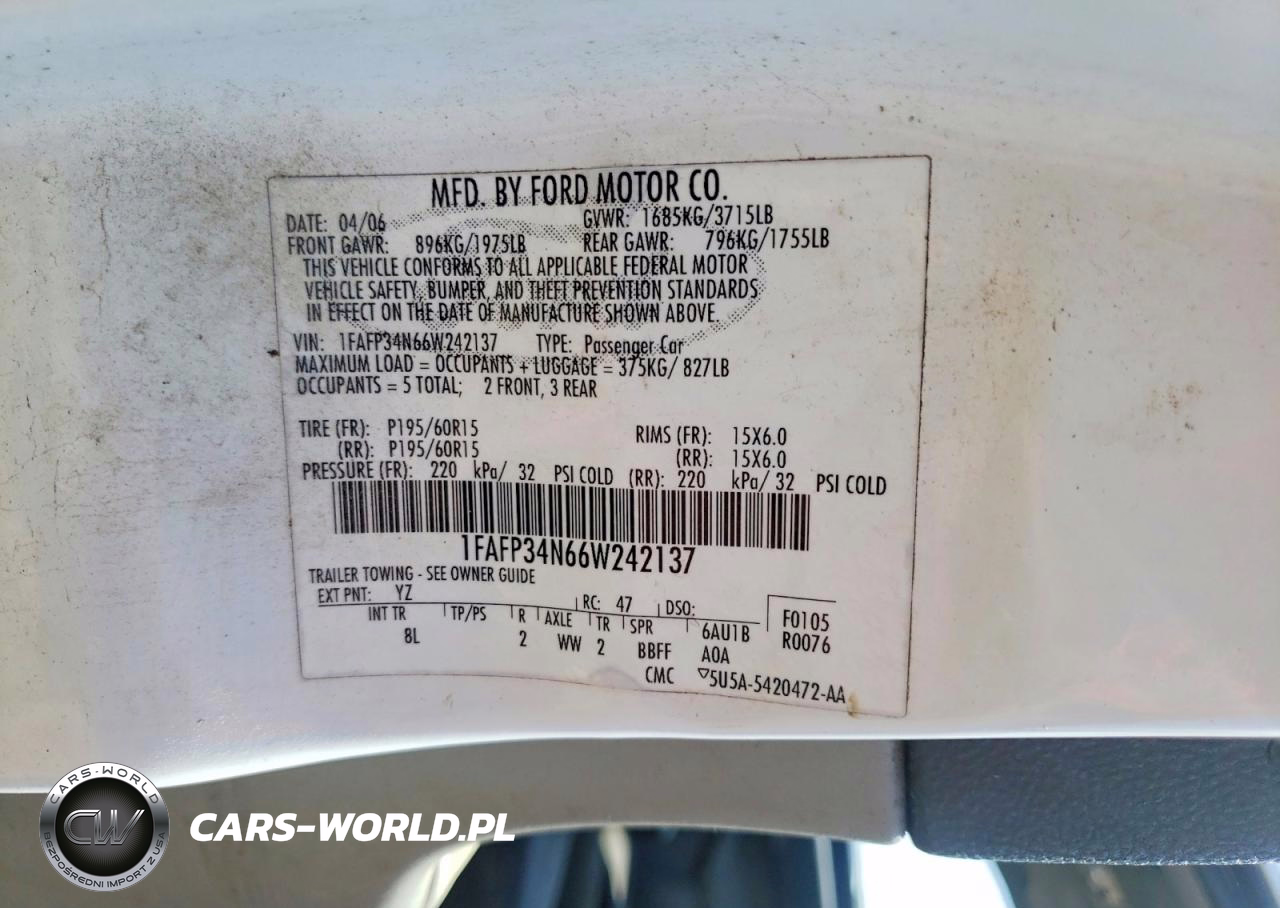 MFD. BY FORD MOTOR CO.
DATE: 04/06 GVWR: 1685KG/3715LB
FRONT GAWR: 896KG/1975LB REAR GAWR: 796KG/1755LB
THIS VEHICLE CONFORMS TO ALL APPLICABLE FEDERAL MOTOR
VEHICLE SAFETY, BUMPER, AND THEFT PREVENTION STANDARDS
IN EFFECT ON THE DATE OF MANUFACTURE SHOWN ABOVE.
VIN: 1FAFP34N66W242137 TYPE: Passenger Car
MAXIMUM LOAD = OCCUPANTS + LUGGAGE = 375KG/ 827LB
OCCUPANTS = 5 TOTAL; 2 FRONT, 3 REAR
TIRE (FR): P195/60R15 RIMS (FR): 15X6.0
(RR): P195/60R15 (RR): 15X6.0
PRESSURE (FR): 220 kPa/ 32 PSI COLD (RR): 220 kPa/ 32 PSI COLD
1FAFP34N66W242137
TRAILER TOWING - SEE OWNER GUIDE
EXT PNT: YZ RC: 47 DSO: F0105
INT TR TP/PS R AXLE TR SPR 6AU1B R0076
8L 2 WW 2 BBFF A0A
CMC ▽5U5A-5420472-AA
CARS-WORLD
CW
BEZPOŚREDNI IMPORT Z USA
CARS-WORLD.PL